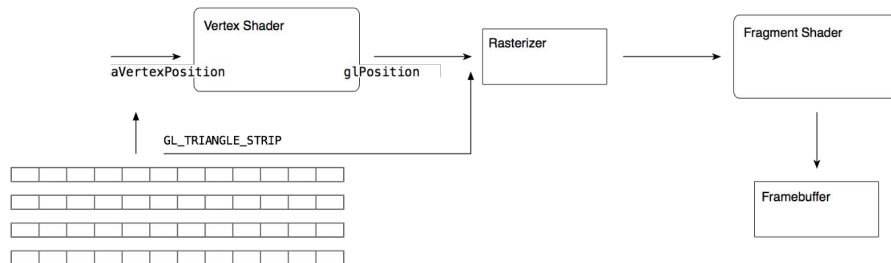 Vertex Shader
Fragment Shader
Rasterizer
aVertexPosition
glPosition
GL_TRIANGLE_STRIP
Framebuffer